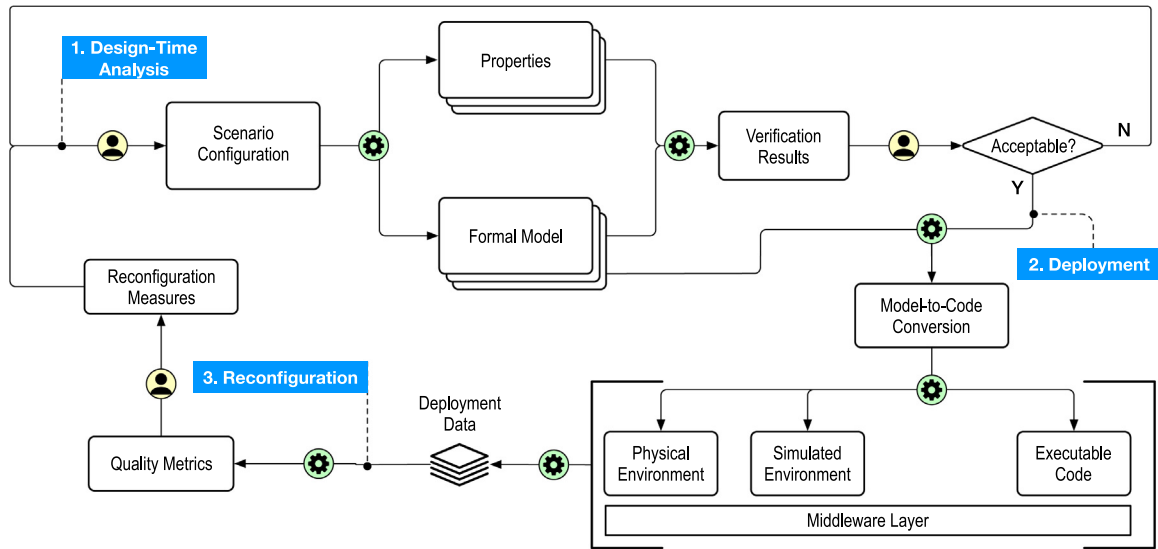 1. Design-Time
Analysis
Scenario
Configuration
Properties
Formal Model
Verification
Results
Acceptable?
N
Y
2. Deployment
Model-to-Code
Conversion
Physical
Environment
Simulated
Environment
Executable
Code
Middleware Layer
Deployment
Data
3. Reconfiguration
Quality Metrics
Reconfiguration
Measures